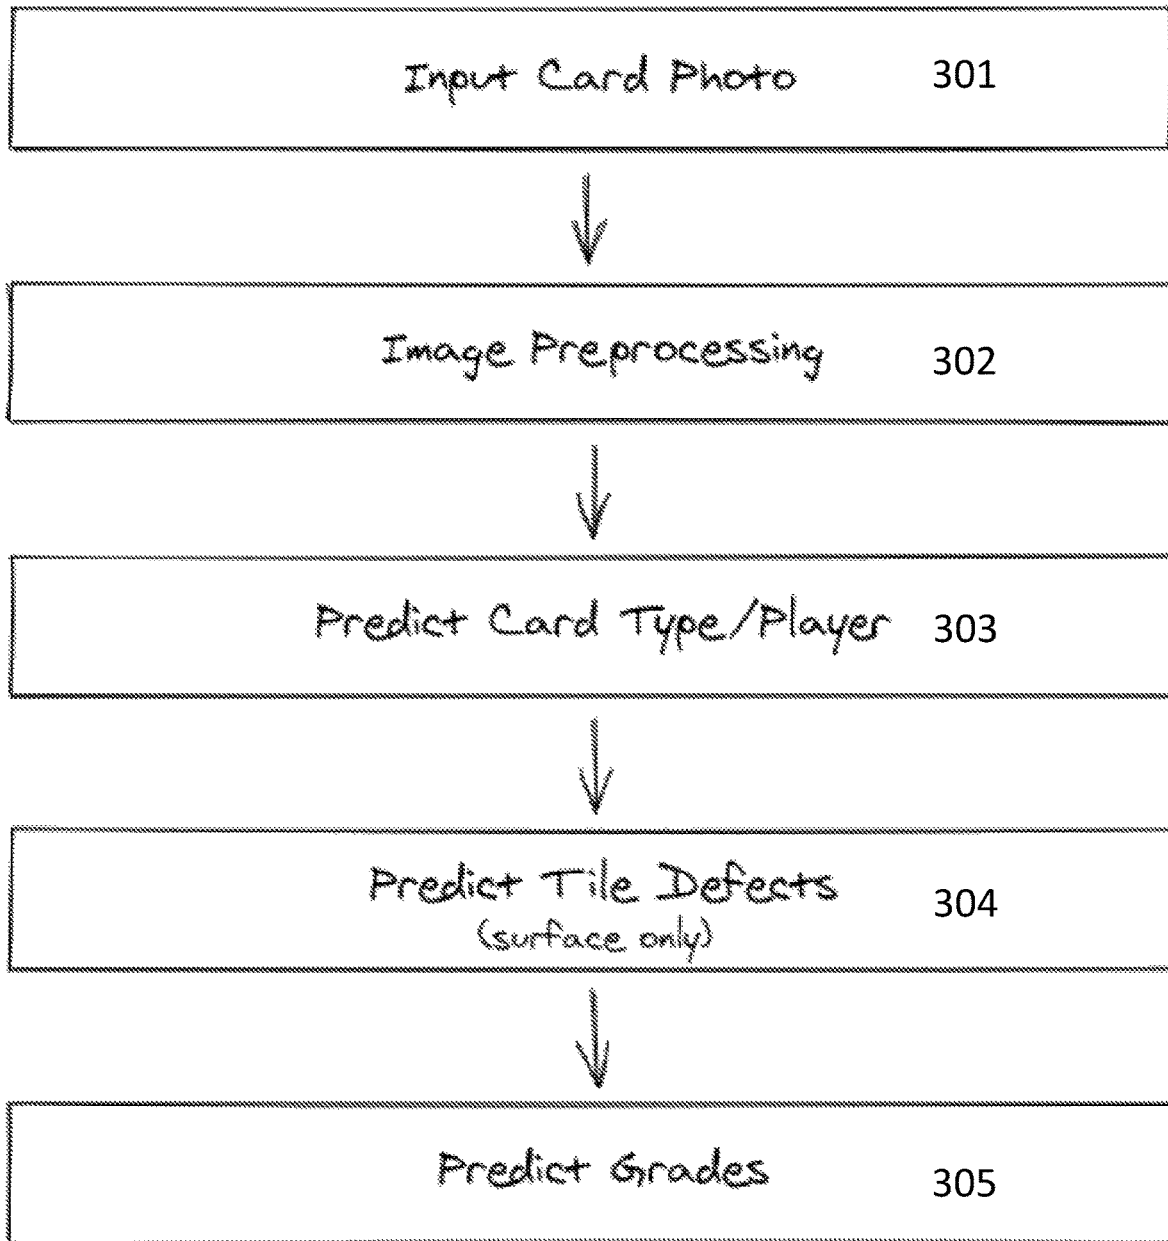 Input Card Photo 301
Image Preprocessing 302
Predict Card Type/Player 303
Predict Tile Defects 304
(surface only)
Predict Grades 305